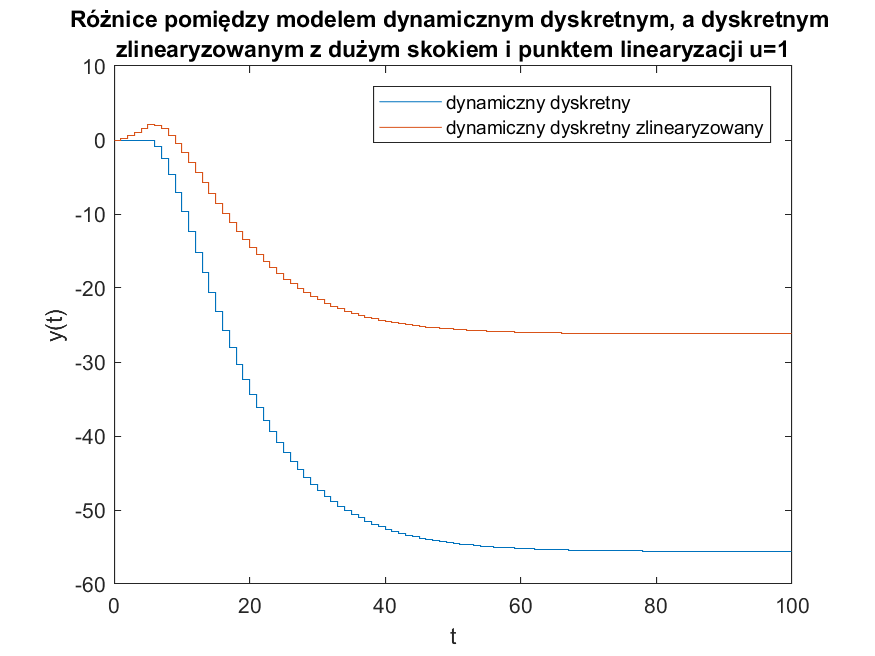 Różnice pomiędzy modelem dynamicznym dyskretnym, a dyskretnym
zlinearyzowanym z dużym skokiem i punktem linearyzacji u=1
dynamiczny dyskretny
dynamiczny dyskretny zlinearyzowany
10
0
-10
-20
-30
-40
-50
-60
y(t)
0 20 40 60 80 100
t